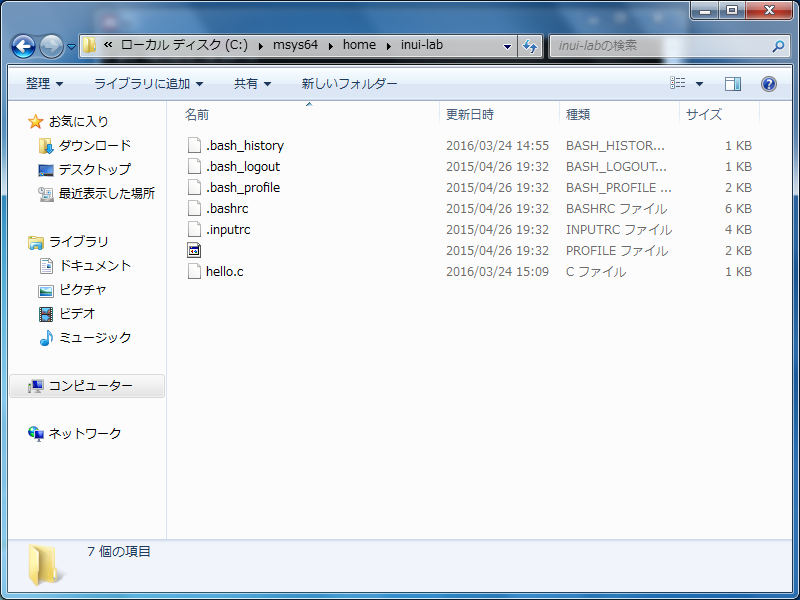 « ローカル ディスク (C:) ▸ msys64 ▸ home ▸ inui-lab
inui-labの検索
整理 ライブラリに追加 共有 新しいフォルダー
お気に入り
ダウンロード
デスクトップ
最近表示した場所
ライブラリ
ドキュメント
ピクチャ
ビデオ
ミュージック
コンピューター
ネットワーク
名前 更新日時 種類 サイズ
.bash_history 2016/03/24 14:55 BASH_HISTOR... 1 KB
.bash_logout 2015/04/26 19:32 BASH_LOGOUT... 1 KB
.bash_profile 2015/04/26 19:32 BASH_PROFILE ... 2 KB
.bashrc 2015/04/26 19:32 BASHRC ファイル 6 KB
.inputrc 2015/04/26 19:32 INPUTRC ファイル 4 KB
2015/04/26 19:32 PROFILE ファイル 2 KB
hello.c 2016/03/24 15:09 C ファイル 1 KB
7 個の項目